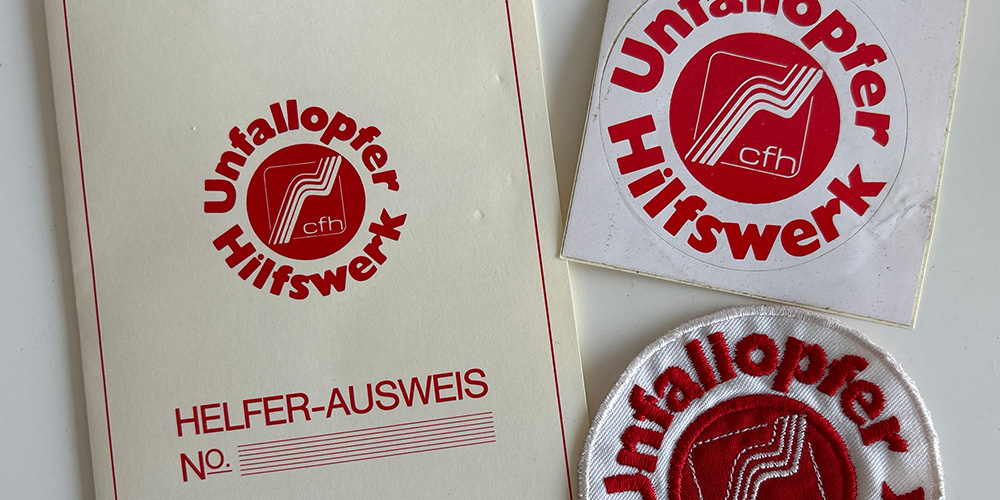 Unfallopfer
Hilfswerk
cfh
HELFER-AUSWEIS
No.
Unfallopfer
Hilfswerk
cfh
Unfallopfer